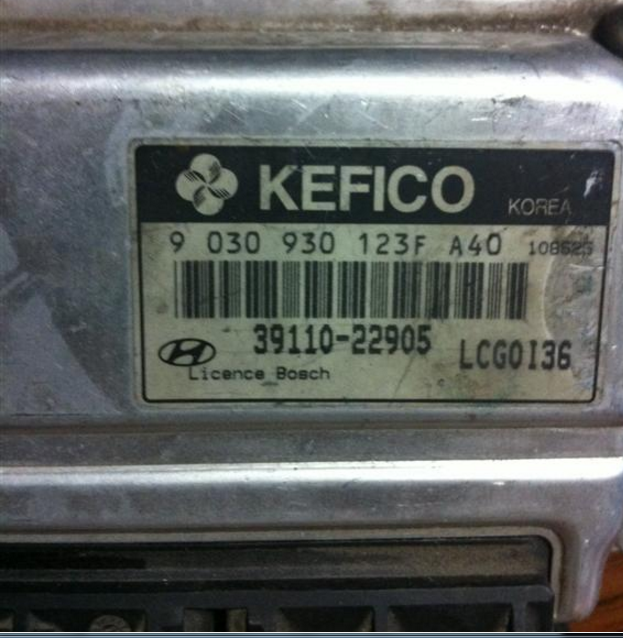 KEFICO KOREA
9 030 930 123F A40
39110-22905 LCG0I36
Licence Bosch